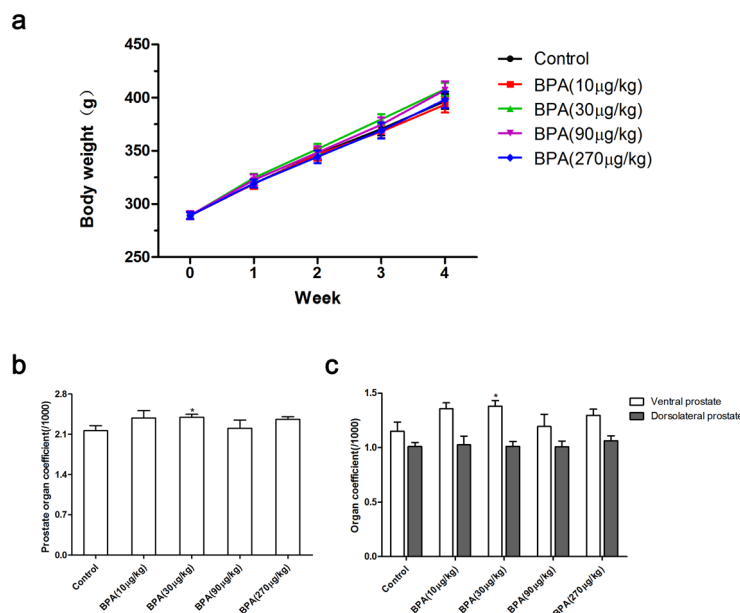 a
450
400
350
300
250
Body weight（g）
0 1 2 3 4
Week
Control
BPA(10μg/kg)
BPA(30μg/kg)
BPA(90μg/kg)
BPA(270μg/kg)
b
2.8
2.1
1.4
0.7
0.0
Prostate organ coefficient(/1000)
*
Control
BPA(10μg/kg)
BPA(30μg/kg)
BPA(90μg/kg)
BPA(270μg/kg)
c
1.5
1.0
0.5
0.0
Organ coefficient(/1000)
*
Control
BPA(10μg/kg)
BPA(30μg/kg)
BPA(90μg/kg)
BPA(270μg/kg)
Ventral prostate
Dorsolateral prostate